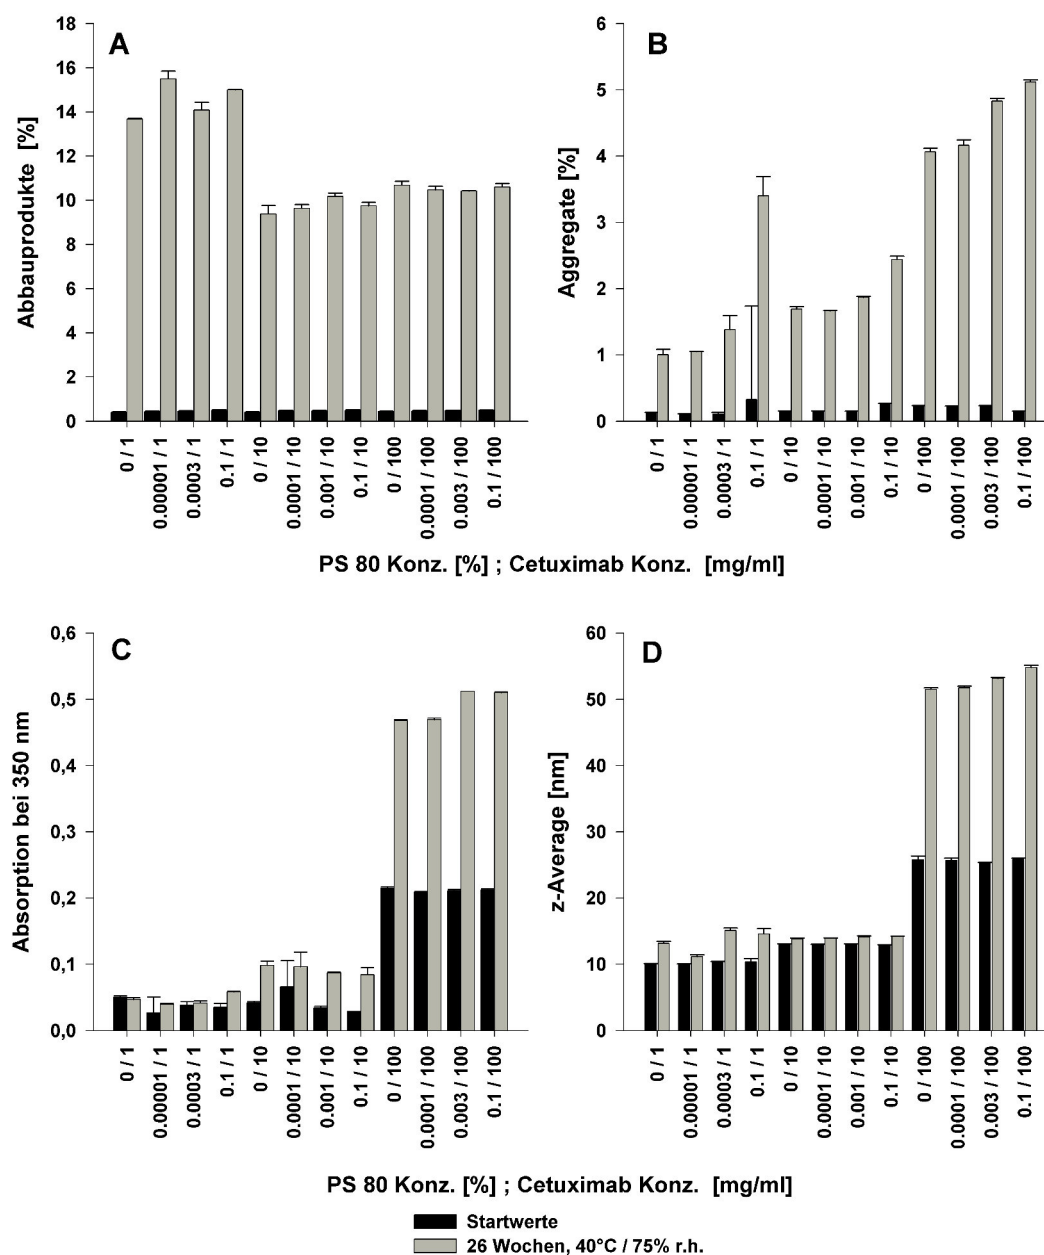 A
Abbauprodukte [%]
18
16
14
12
10
8
6
4
2
0
0 / 1
0.00001 / 1
0.0003 / 1
0.1 / 1
0 / 10
0.0001 / 10
0.001 / 10
0.1 / 10
0 / 100
0.0001 / 100
0.003 / 100
0.1 / 100
B
Aggregate [%]
6
5
4
3
2
1
0
0 / 1
0.00001 / 1
0.0003 / 1
0.1 / 1
0 / 10
0.0001 / 10
0.001 / 10
0.1 / 10
0 / 100
0.0001 / 100
0.003 / 100
0.1 / 100
PS 80 Konz. [%] ; Cetuximab Konz. [mg/ml]
C
Absorption bei 350 nm
0,6
0,5
0,4
0,3
0,2
0,1
0,0
0 / 1
0.00001 / 1
0.0003 / 1
0.1 / 1
0 / 10
0.0001 / 10
0.001 / 10
0.1 / 10
0 / 100
0.0001 / 100
0.003 / 100
0.1 / 100
D
z-Average [nm]
60
50
40
30
20
10
0
0 / 1
0.00001 / 1
0.0003 / 1
0.1 / 1
0 / 10
0.0001 / 10
0.001 / 10
0.1 / 10
0 / 100
0.0001 / 100
0.003 / 100
0.1 / 100
PS 80 Konz. [%] ; Cetuximab Konz. [mg/ml]
Startwerte
26 Wochen, 40°C / 75% r.h.